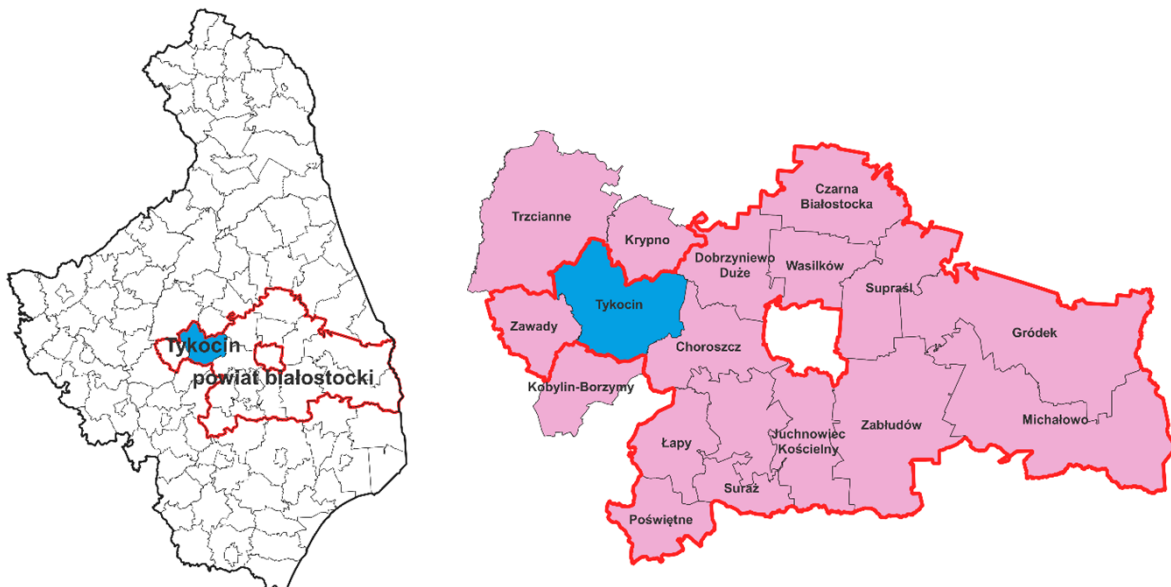 Tykocin
powiat białostocki
Trzcianne
Krypno
Czarna
Białostocka
Dobrzyniewo
Duże
Wasilków
Supraśl
Tykocin
Zawady
Choroszcz
Gródek
Kobylin-Borzymy
Michałowo
Łapy
Juchnowiec
Kościelny
Zabłudów
Suraż
Poświętne